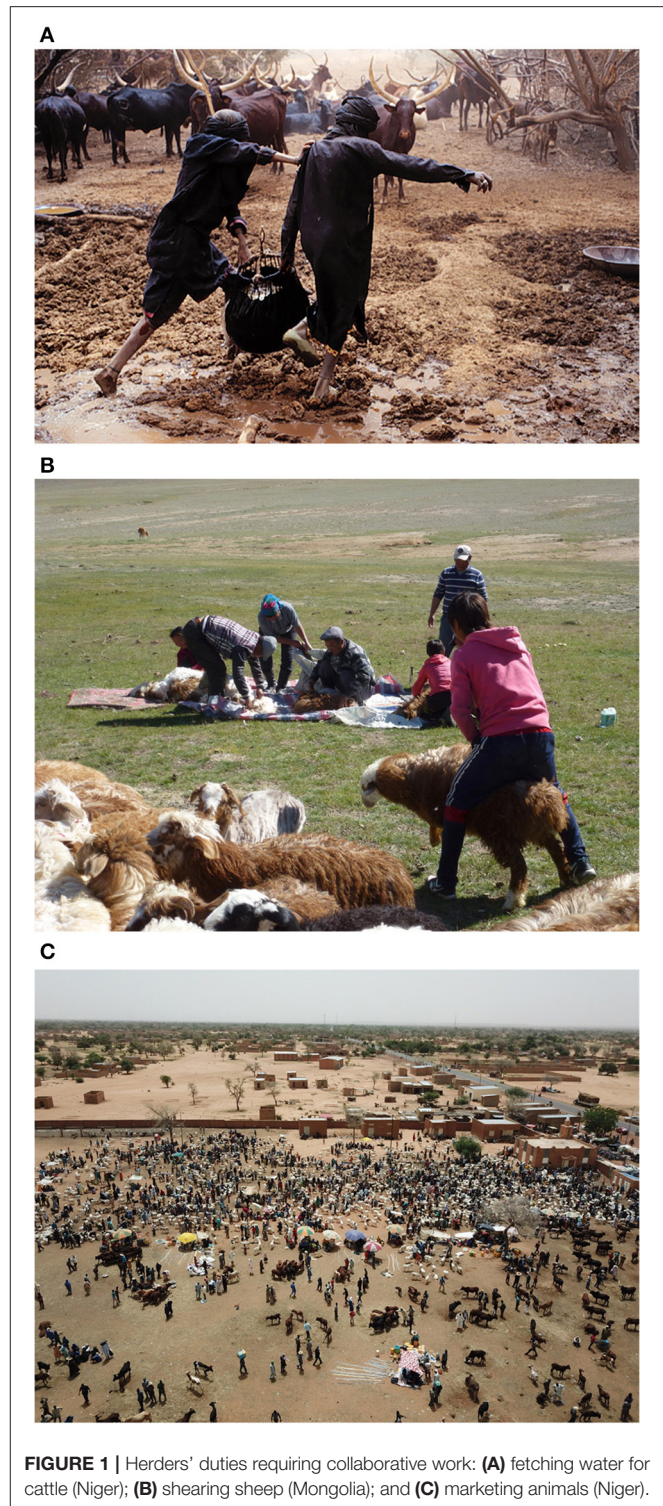 A
B
C
FIGURE 1 | Herders' duties requiring collaborative work: (A) fetching water for
cattle (Niger); (B) shearing sheep (Mongolia); and (C) marketing animals (Niger).